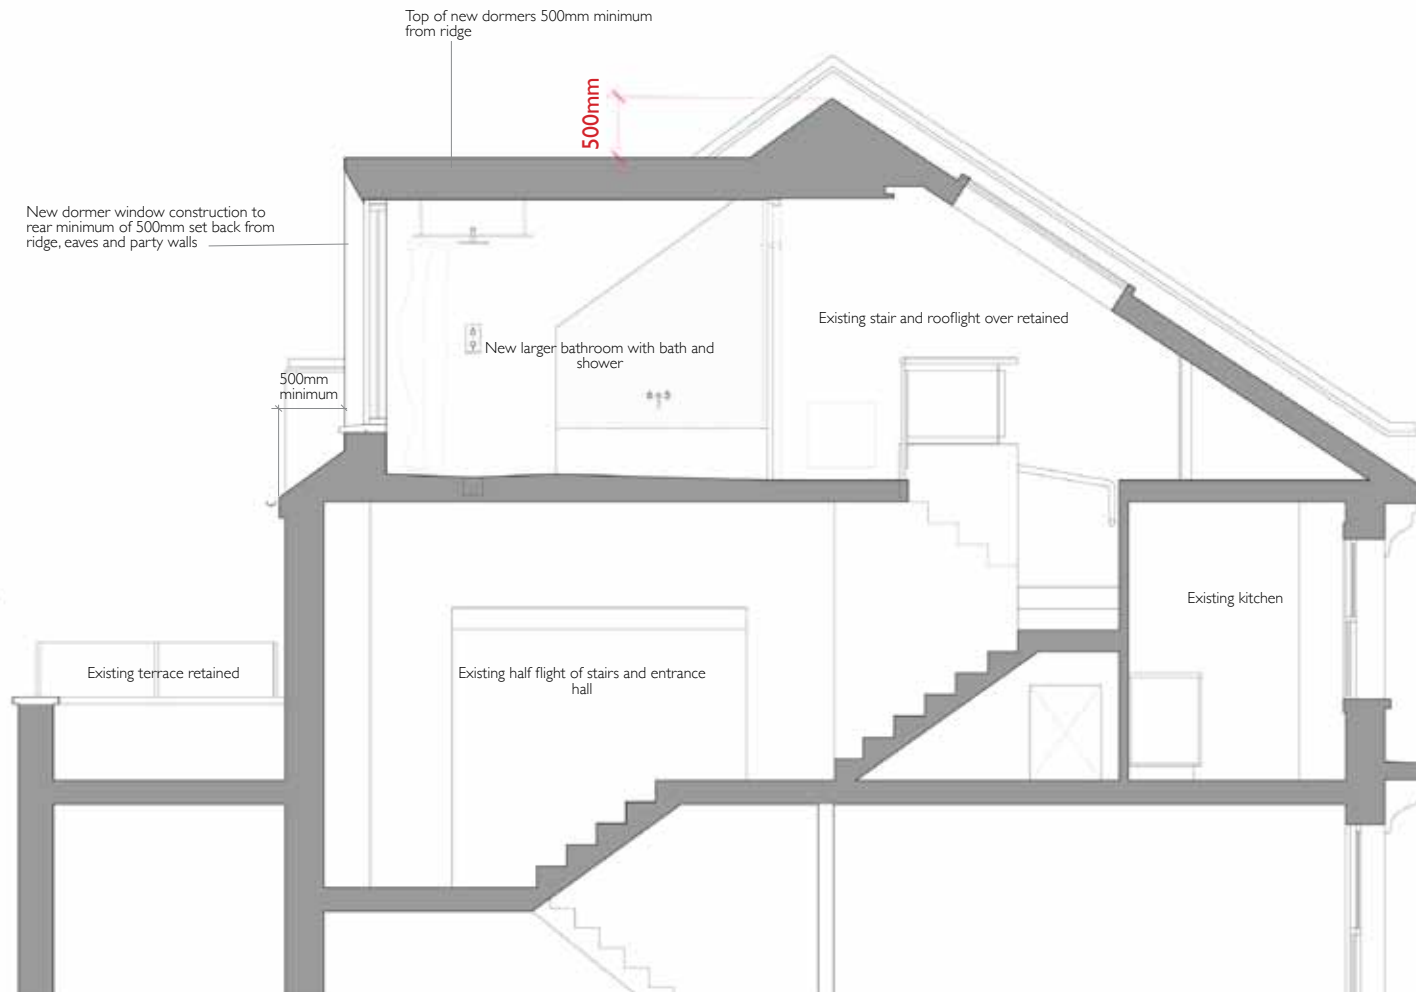 Top of new dormers 500mm minimum
from ridge
500mm
New dormer window construction to
rear minimum of 500mm set back from
ridge, eaves and party walls
Existing stair and rooflight over retained
New larger bathroom with bath and
shower
500mm
minimum
Existing kitchen
Existing terrace retained
Existing half flight of stairs and entrance
hall